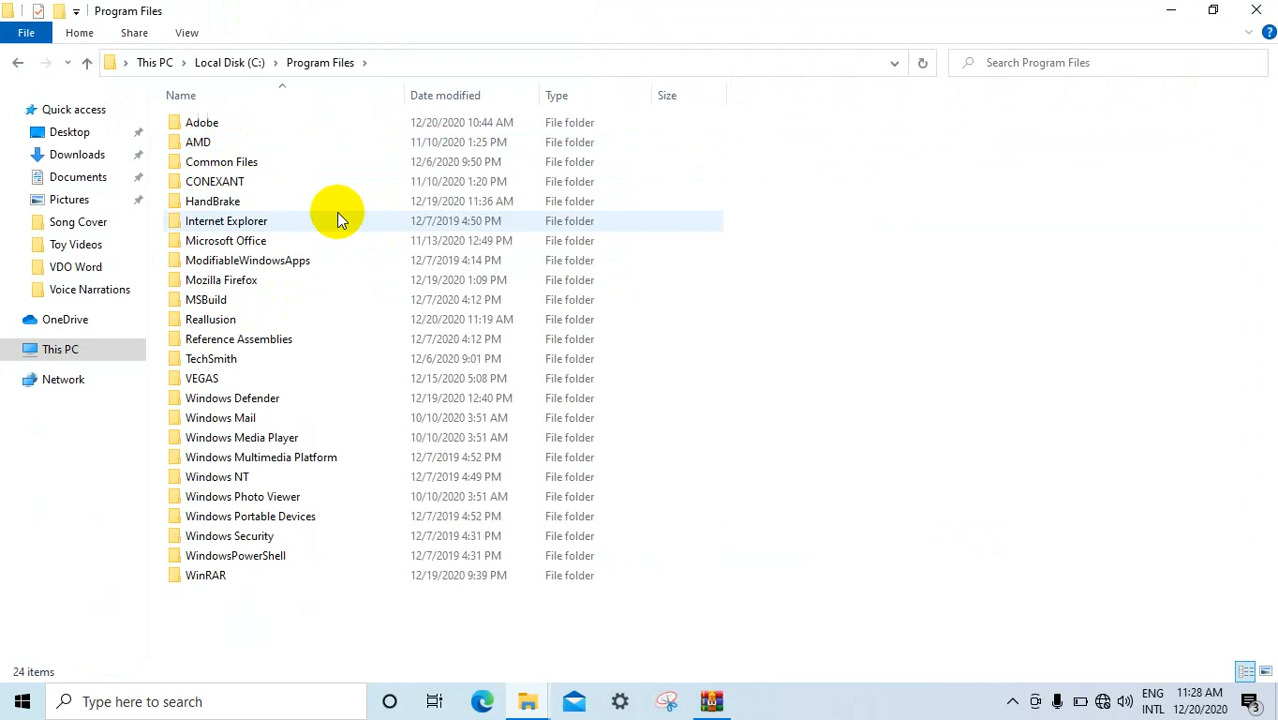 Program Files
File Home Share View
This PC Local Disk (C:) Program Files Search Program Files
Name Date modified Type Size
Quick access
Desktop
Downloads
Documents
Pictures
Song Cover
Toy Videos
VDO Word
Voice Narrations
OneDrive
This PC
Network
Adobe 12/20/2020 10:44 AM File folder
AMD 11/10/2020 1:25 PM File folder
Common Files 12/6/2020 9:50 PM File folder
CONEXANT 11/10/2020 1:20 PM File folder
HandBrake 12/19/2020 11:36 AM File folder
Internet Explorer 12/7/2019 4:50 PM File folder
Microsoft Office 11/13/2020 12:49 PM File folder
ModifiableWindowsApps 12/7/2019 4:14 PM File folder
Mozilla Firefox 12/19/2020 1:09 PM File folder
MSBuild 12/7/2020 4:12 PM File folder
Reallusion 12/20/2020 11:19 AM File folder
Reference Assemblies 12/7/2020 4:12 PM File folder
TechSmith 12/6/2020 9:01 PM File folder
VEGAS 12/15/2020 5:08 PM File folder
Windows Defender 12/19/2020 12:40 PM File folder
Windows Mail 10/10/2020 3:51 AM File folder
Windows Media Player 10/10/2020 3:51 AM File folder
Windows Multimedia Platform 12/7/2019 4:52 PM File folder
Windows NT 12/7/2019 4:49 PM File folder
Windows Photo Viewer 10/10/2020 3:51 AM File folder
Windows Portable Devices 12/7/2019 4:52 PM File folder
Windows Security 12/7/2019 4:31 PM File folder
WindowsPowerShell 12/7/2019 4:31 PM File folder
WinRAR 12/19/2020 9:39 PM File folder
24 items
Type here to search
ENG 11:28 AM
INTL 12/20/2020 3